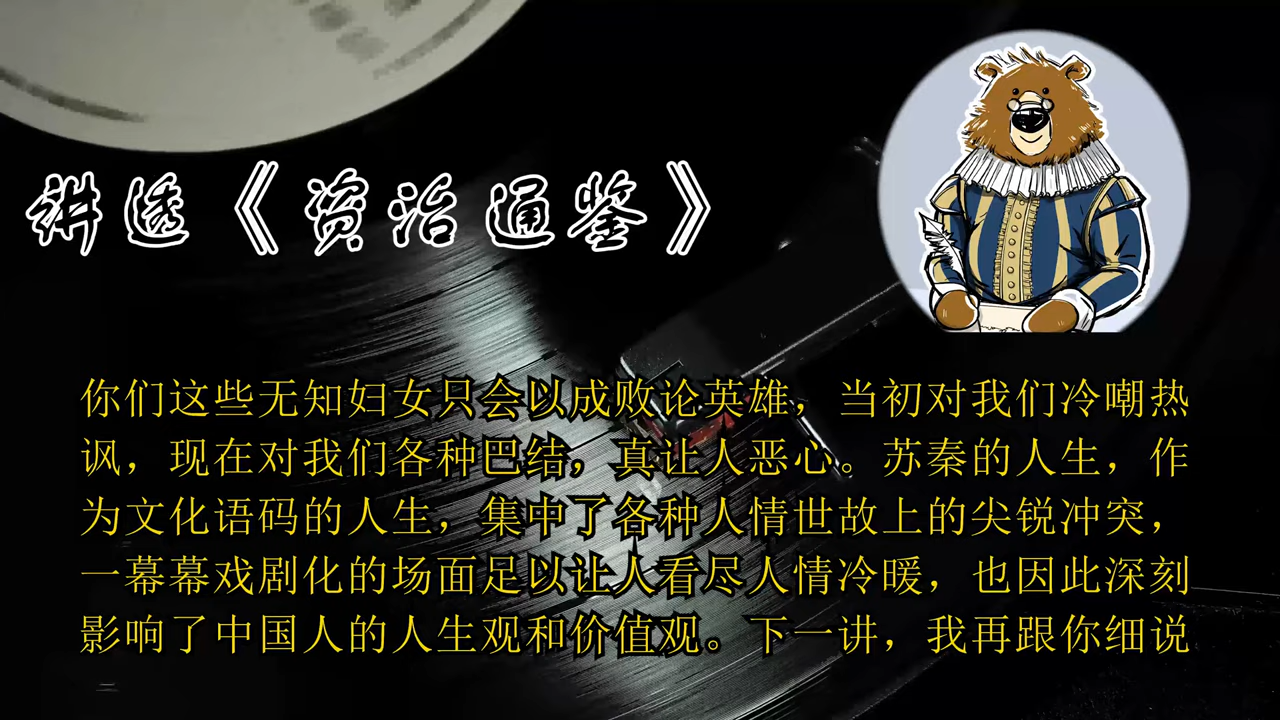 讲透《资治通鉴》
你们这些无知妇女只会以成败论英雄，当初对我们冷嘲热
讽，现在对我们各种巴结，真让人恶心。苏秦的人生，作
为文化语码的人生，集中了各种人情世故上的尖锐冲突，
一幕幕戏剧化的场面足以让人看尽人情冷暖，也因此深刻
影响了中国人的人生观和价值观。下一讲，我再跟你细说